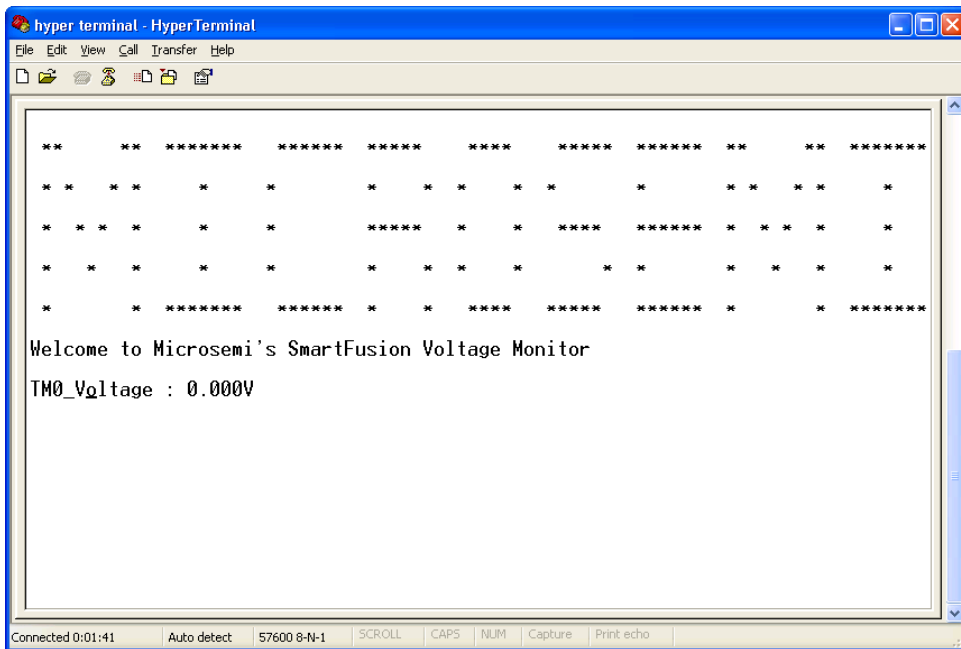 hyper terminal - HyperTerminal
File Edit View Call Transfer Help
** ** ******* ****** ***** **** ***** ****** ** ** *******
* * * * * * * * * * * * * * * * *
* * * * * * ***** * * **** ****** * * * * *
* * * * * * * * * * * * * * *
* * ******* ****** * * **** ***** ****** * * *******
Welcome to Microsemi's SmartFusion Voltage Monitor
TM0_Voltage : 0.000V
Connected 0:01:41 Auto detect 57600 8-N-1 SCROLL CAPS NUM Capture Print echo